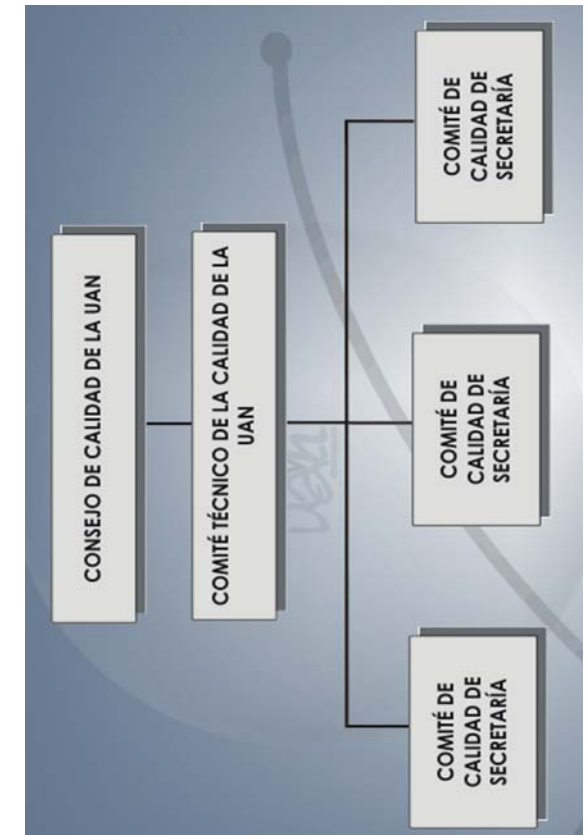 CONSEJO DE CALIDAD DE LA UAN
COMITÉ TÉCNICO DE LA CALIDAD DE LA
UAN
COMITÉ DE
CALIDAD DE
SECRETARÍA
COMITÉ DE
CALIDAD DE
SECRETARÍA
COMITÉ DE
CALIDAD DE
SECRETARÍA